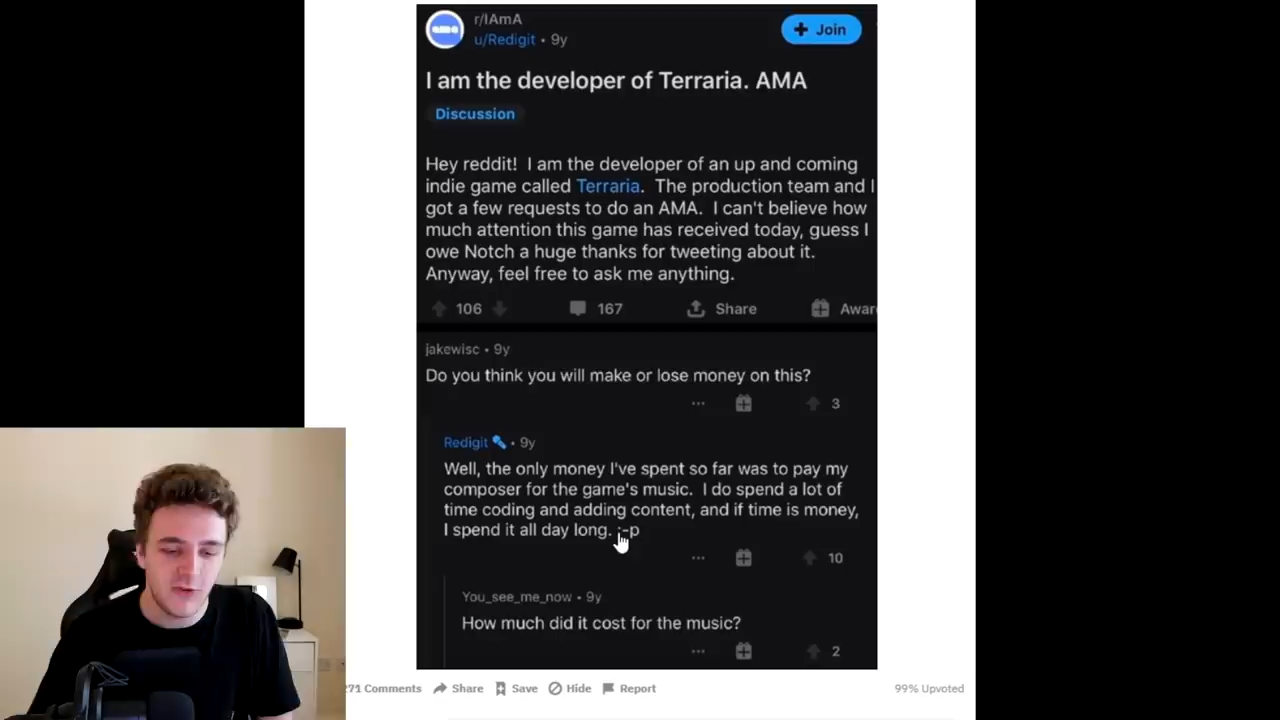 r/IAmA
u/Redigit • 9y
Join
I am the developer of Terraria. AMA
Discussion
Hey reddit! I am the developer of an up and coming
indie game called Terraria. The production team and I
got a few requests to do an AMA. I can't believe how
much attention this game has received today, guess I
owe Notch a huge thanks for tweeting about it.
Anyway, feel free to ask me anything.
106 167 Share Awar
jakewisc • 9y
Do you think you will make or lose money on this?
3
Redigit • 9y
Well, the only money I've spent so far was to pay my
composer for the game's music. I do spend a lot of
time coding and adding content, and if time is money,
I spend it all day long. :-p
10
You_see_me_now • 9y
How much did it cost for the music?
2
271 Comments Share Save Hide Report 99% Upvoted